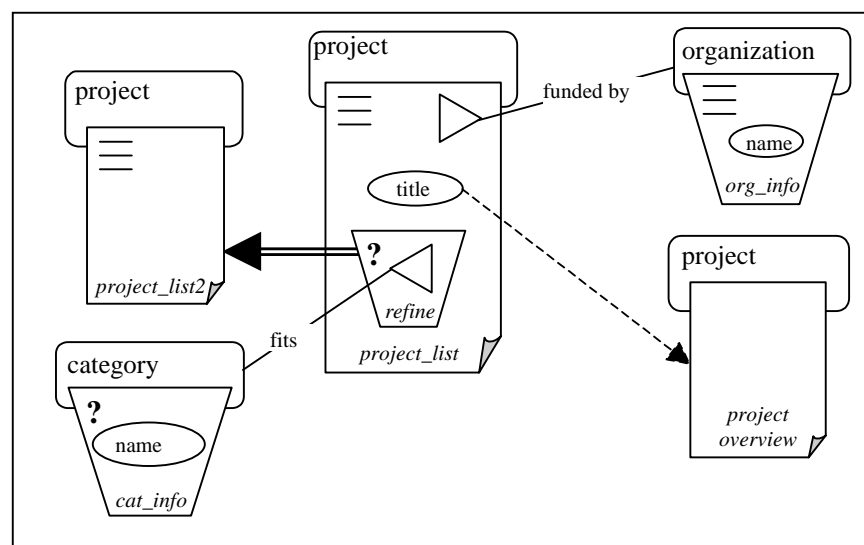 project
project_list2
project
funded by
title
?
refine
project_list
organization
name
org_info
project
project
overview
fits
category
?
name
cat_info